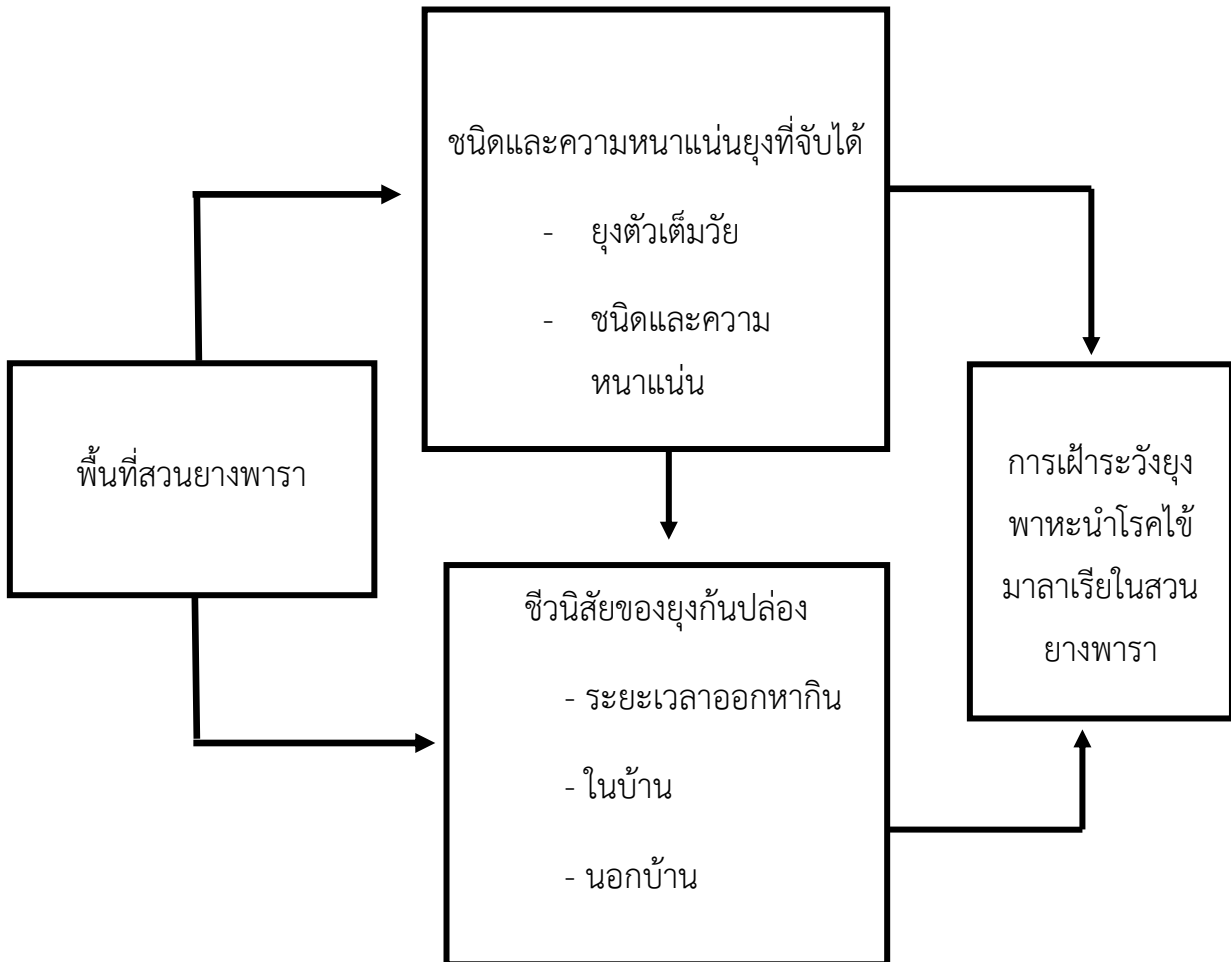 ชนิดและความหนาแน่นยุงที่จับได้
- ยุงตัวเต็มวัย
- ชนิดและความ
หนาแน่น
พื้นที่สวนยางพารา
ชีวนิสัยของยุงก้นปล่อง
- ระยะเวลาออกหากิน
- ในบ้าน
- นอกบ้าน
การเฝ้าระวังยุง
พาหะนำโรคไข้
มาลาเรียในสวน
ยางพารา